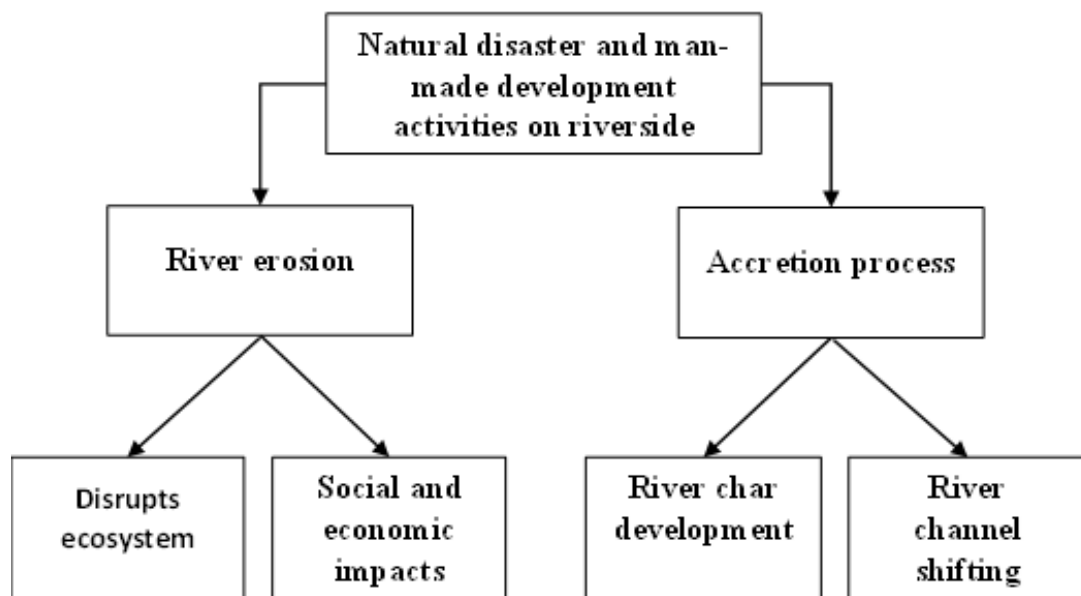 Natural disaster and man-
made development
activities on riverside
River erosion
Accretion process
Disrupts
ecosystem
Social and
economic
impacts
River char
development
River
channel
shifting